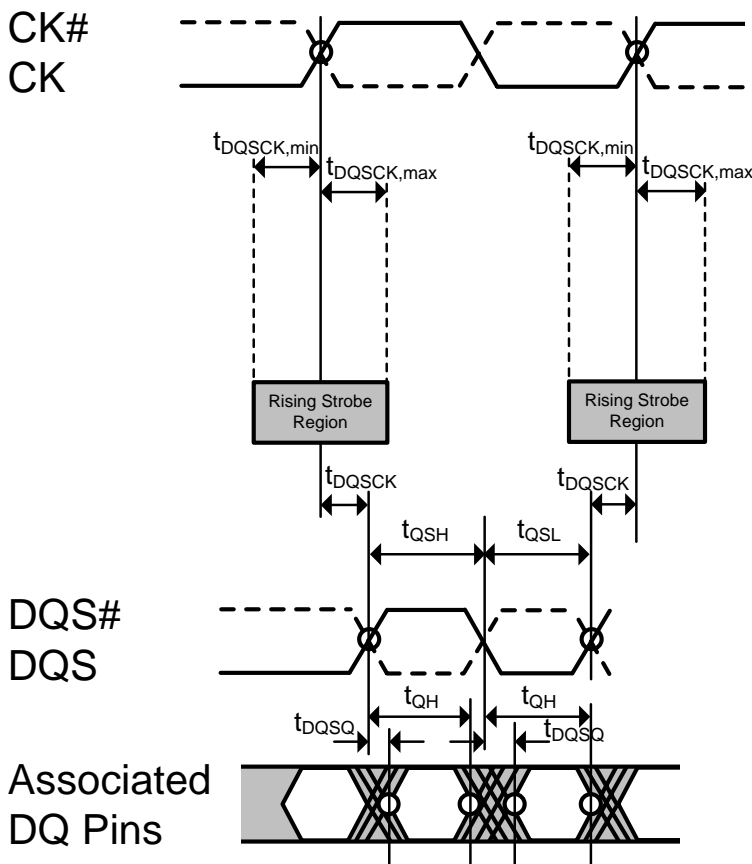 CK#
CK
tDQSCK,min
tDQSCK,max
tDQSCK,min
tDQSCK,max
Rising Strobe
Region
Rising Strobe
Region
tDQSCK
tDQSCK
tQSH
tQSL
DQS#
DQS
tQH
tQH
tDQSQ
tDQSQ
Associated
DQ Pins